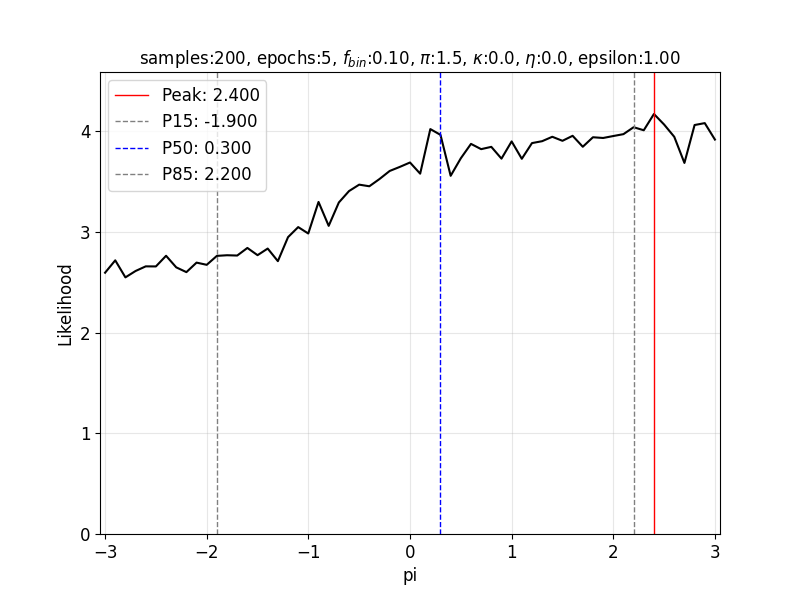 samples:200, epochs:5, f_bin:0.10, π:1.5, κ:0.0, η:0.0, epsilon:1.00
Peak: 2.400
P15: -1.900
P50: 0.300
P85: 2.200
Likelihood
4
3
2
1
0
−3 −2 −1 0 1 2 3
pi